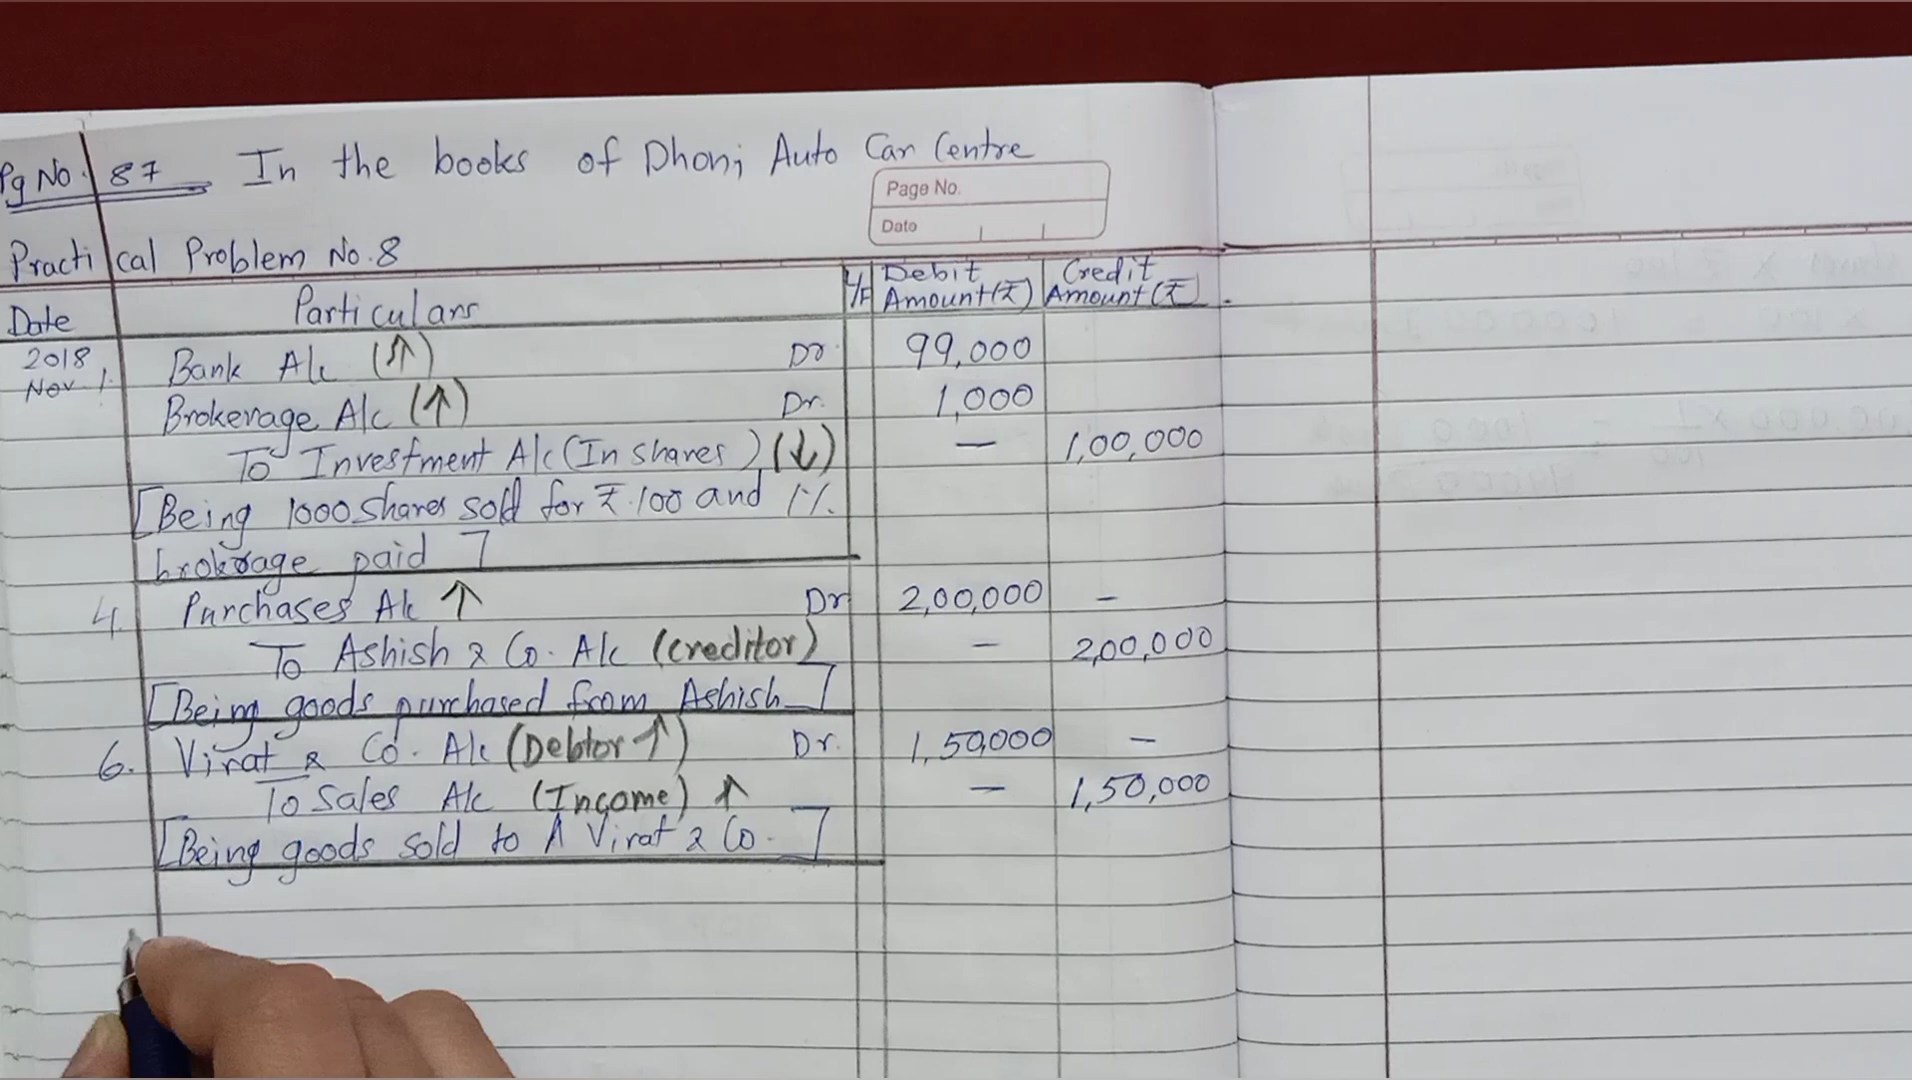 Pg No. 87 In the books of Dhoni Auto Car Centre
Page No.
Date
Practical Problem No. 8
Date Particulars L/F Debit Amount(₹) Credit Amount(₹)
2018
Nov 1. Bank A/c (↑) Dr. 99,000
Brokerage A/c (↑) Dr. 1,000
To Investment A/c (In shares) (↓) — 1,00,000
[Being 1000 shares sold for ₹.100 and 1%.
brokerage paid]
4. Purchases A/c ↑ Dr 2,00,000 –
To Ashish & Co. A/c (creditor) – 2,00,000
[Being goods purchased from Ashish]
6. Virat & Co. A/c (Debtor ↑) Dr. 1,50,000 –
To Sales A/c (Income) ↑ – 1,50,000
[Being goods sold to A Virat & Co.]